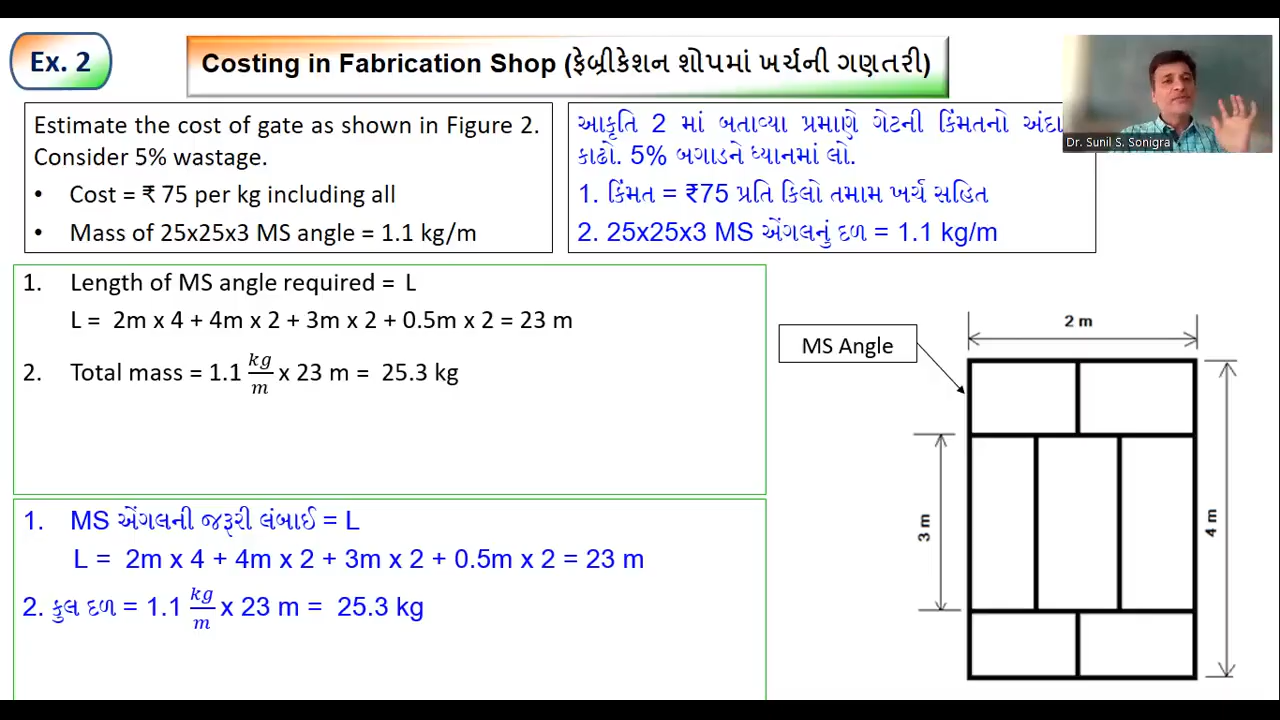 Ex. 2
Costing in Fabrication Shop (ફેબ્રીકેશન શોપમાં ખર્ચની ગણતરી)
Dr. Sunil S. Sonigra
Estimate the cost of gate as shown in Figure 2.
Consider 5% wastage.
• Cost = ₹ 75 per kg including all
• Mass of 25x25x3 MS angle = 1.1 kg/m
આકૃતિ 2 માં બતાવ્યા પ્રમાણે ગેટની કિંમતનો અંદા
કાઢો. 5% બગાડને ધ્યાનમાં લો.
1. કિંમત = ₹75 પ્રતિ કિલો તમામ ખર્ચ સહિત
2. 25x25x3 MS એંગલનું દળ = 1.1 kg/m
1. Length of MS angle required = L
L = 2m x 4 + 4m x 2 + 3m x 2 + 0.5m x 2 = 23 m
2. Total mass = 1.1 kg/m x 23 m = 25.3 kg
1. MS એંગલની જરૂરી લંબાઈ = L
L = 2m x 4 + 4m x 2 + 3m x 2 + 0.5m x 2 = 23 m
2. કુલ દળ = 1.1 kg/m x 23 m = 25.3 kg
MS Angle
2 m
3 m
4 m